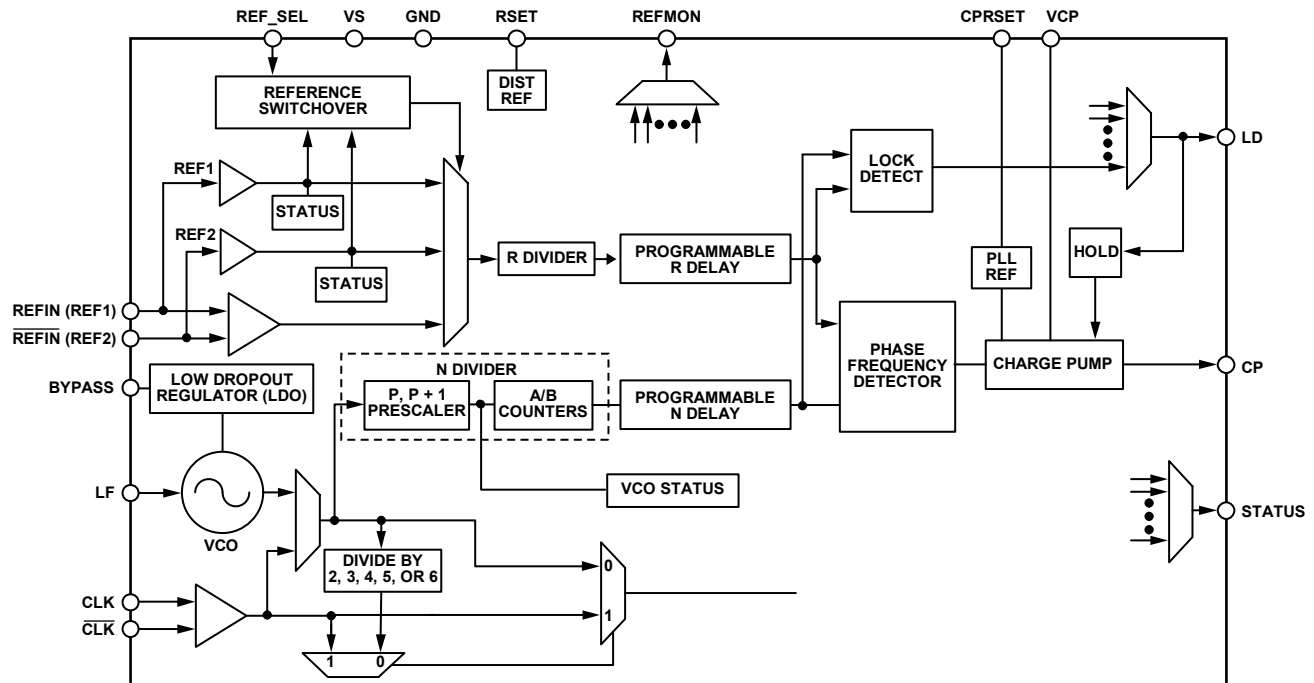 REF_SEL
VS
GND
RSET
REFMON
CPRSET
VCP
REFERENCE
SWITCHOVER
DIST
REF
LD
LOCK
DETECT
REF1
STATUS
REF2
STATUS
R DIVIDER
PROGRAMMABLE
R DELAY
PLL
REF
HOLD
REFIN (REF1)
REFIN (REF2)
PHASE
FREQUENCY
DETECTOR
CHARGE PUMP
CP
BYPASS
LOW DROPOUT
REGULATOR (LDO)
N DIVIDER
P, P + 1
PRESCALER
A/B
COUNTERS
PROGRAMMABLE
N DELAY
LF
VCO
VCO STATUS
STATUS
DIVIDE BY
2, 3, 4, 5, OR 6
0
1
CLK
CLK
1
0